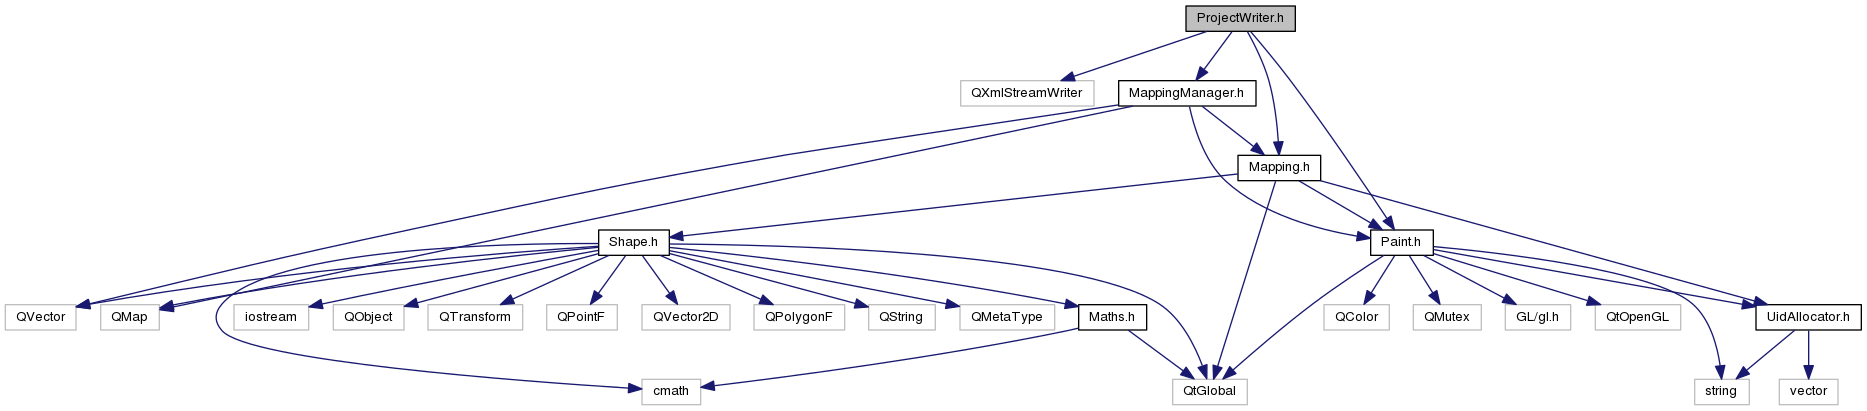 ProjectWriter.h
QXmlStreamWriter
MappingManager.h
Mapping.h
Shape.h
Paint.h
QVector
QMap
iostream
QObject
QTransform
QPointF
QVector2D
QPolygonF
QString
QMetaType
Maths.h
QColor
QMutex
GL/gl.h
QtOpenGL
UidAllocator.h
cmath
QtGlobal
string
vector